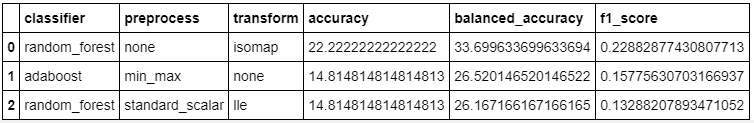 classifier preprocess transform accuracy balanced_accuracy f1_score
0 random_forest none isomap 22.22222222222222 33.699633699633694 0.22882877430807713
1 adaboost min_max none 14.814814814814813 26.520146520146522 0.15775630703166937
2 random_forest standard_scalar lle 14.814814814814813 26.167166167166165 0.13288207893471052